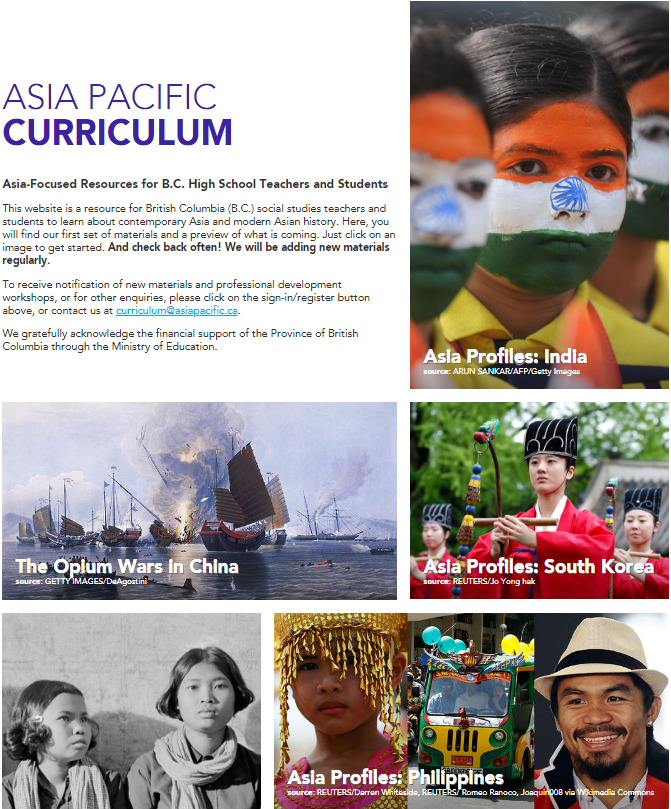 ASIA PACIFIC
CURRICULUM
Asia-Focused Resources for B.C. High School Teachers and Students
This website is a resource for British Columbia (B.C.) social studies teachers and
students to learn about contemporary Asia and modern Asian history. Here, you
will find our first set of materials and a preview of what is coming. Just click on an
image to get started. And check back often! We will be adding new materials
regularly.
To receive notification of new materials and professional development
workshops, or for other enquiries, please click on the sign-in/register button
above, or contact us at curriculum@asiapacific.ca.
We gratefully acknowledge the financial support of the Province of British
Columbia through the Ministry of Education.
Asia Profiles: India
source: ARUN SANKAR/AFP/Getty Images
The Opium Wars in China
source: GETTY IMAGES/DeAgostini
Asia Profiles: South Korea
source: REUTERS/Jo Yong hak
Asia Profiles: Philippines
source: REUTERS/Darren Whiteside, REUTERS/ Romeo Ranoco, Joaquin008 via Wikimedia Commons